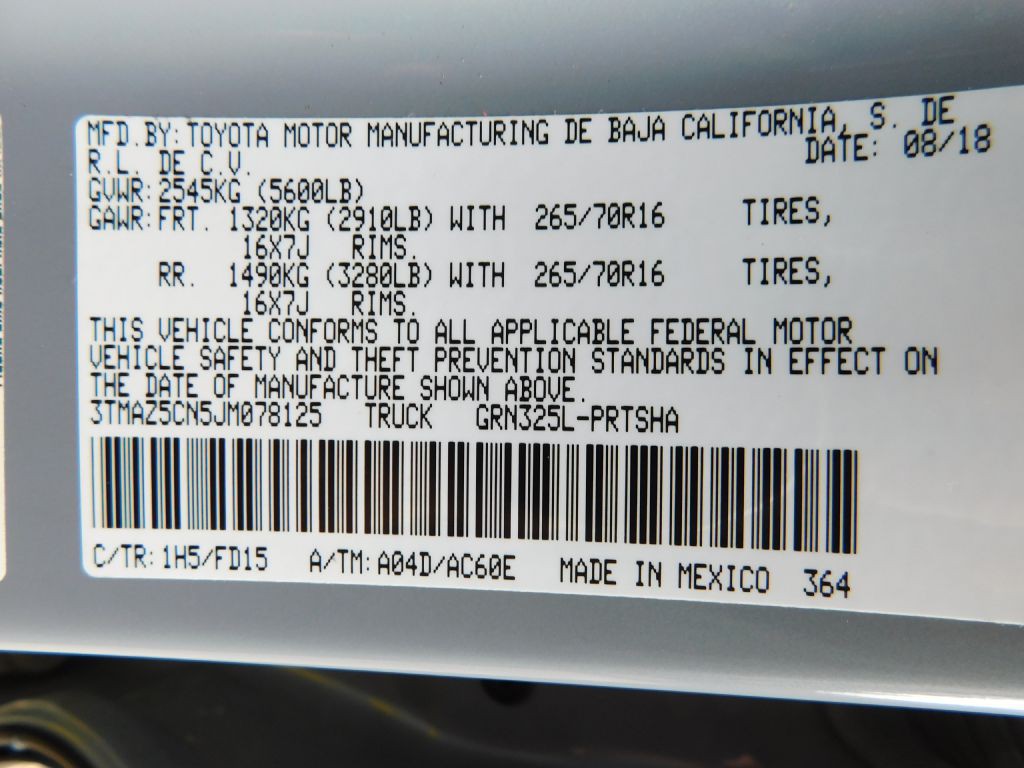 MFD.BY:TOYOTA MOTOR MANUFACTURING DE BAJA CALIFORNIA, S. DE
R.L. DE C.V. DATE: 08/18
GVWR:2545KG (5600LB)
GAWR:FRT. 1320KG (2910LB) WITH 265/70R16 TIRES,
16X7J RIMS.
RR. 1490KG (3280LB) WITH 265/70R16 TIRES,
16X7J RIMS.
THIS VEHICLE CONFORMS TO ALL APPLICABLE FEDERAL MOTOR
VEHICLE SAFETY AND THEFT PREVENTION STANDARDS IN EFFECT ON
THE DATE OF MANUFACTURE SHOWN ABOVE.
3TMAZ5CN5JM078125 TRUCK GRN325L-PRTSHA
C/TR:1H5/FD15 A/TM:A04D/AC60E MADE IN MEXICO 364